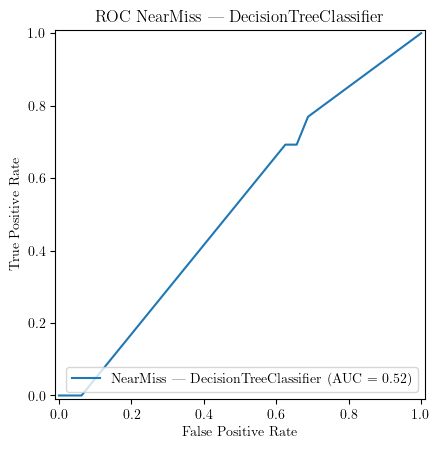 ROC NearMiss — DecisionTreeClassifier
1.0
0.8
0.6
0.4
0.2
0.0
True Positive Rate
NearMiss — DecisionTreeClassifier (AUC = 0.52)
0.0 0.2 0.4 0.6 0.8 1.0
False Positive Rate